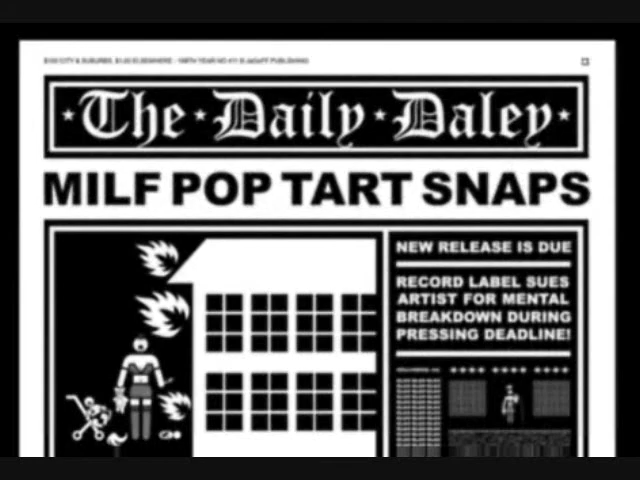 The Daily Daley
MILF POP TART SNAPS
NEW RELEASE IS DUE
RECORD LABEL SUES
ARTIST FOR MENTAL
BREAKDOWN DURING
PRESSING DEADLINE!